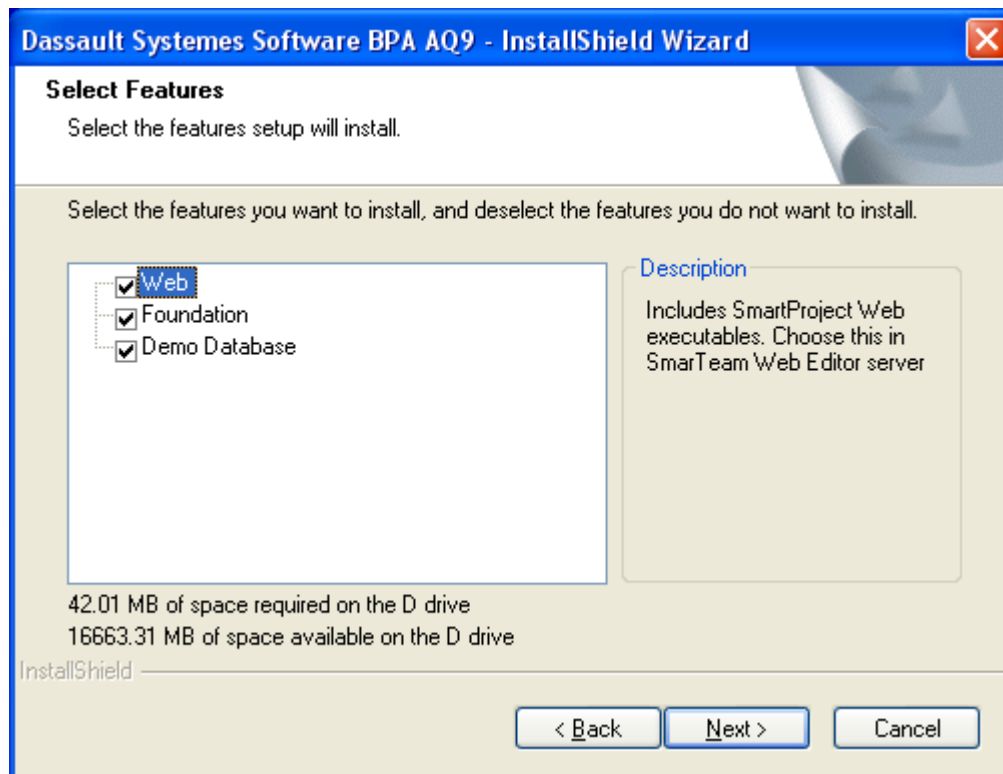 Dassault Systemes Software BPA AQ9 - InstallShield Wizard
Select Features
Select the features setup will install.
Select the features you want to install, and deselect the features you do not want to install.
Web
Foundation
Demo Database
Description
Includes SmartProject Web
executables. Choose this in
SmarTeam Web Editor server
42.01 MB of space required on the D drive
16663.31 MB of space available on the D drive
InstallShield
< Back
Next >
Cancel